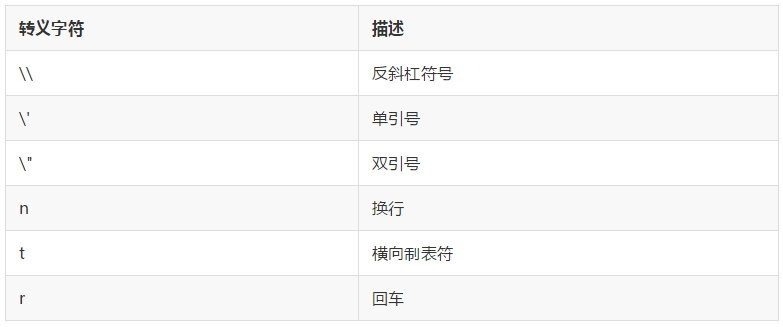 转义字符 描述
\\ 反斜杠符号
\' 单引号
\" 双引号
n 换行
t 横向制表符
r 回车